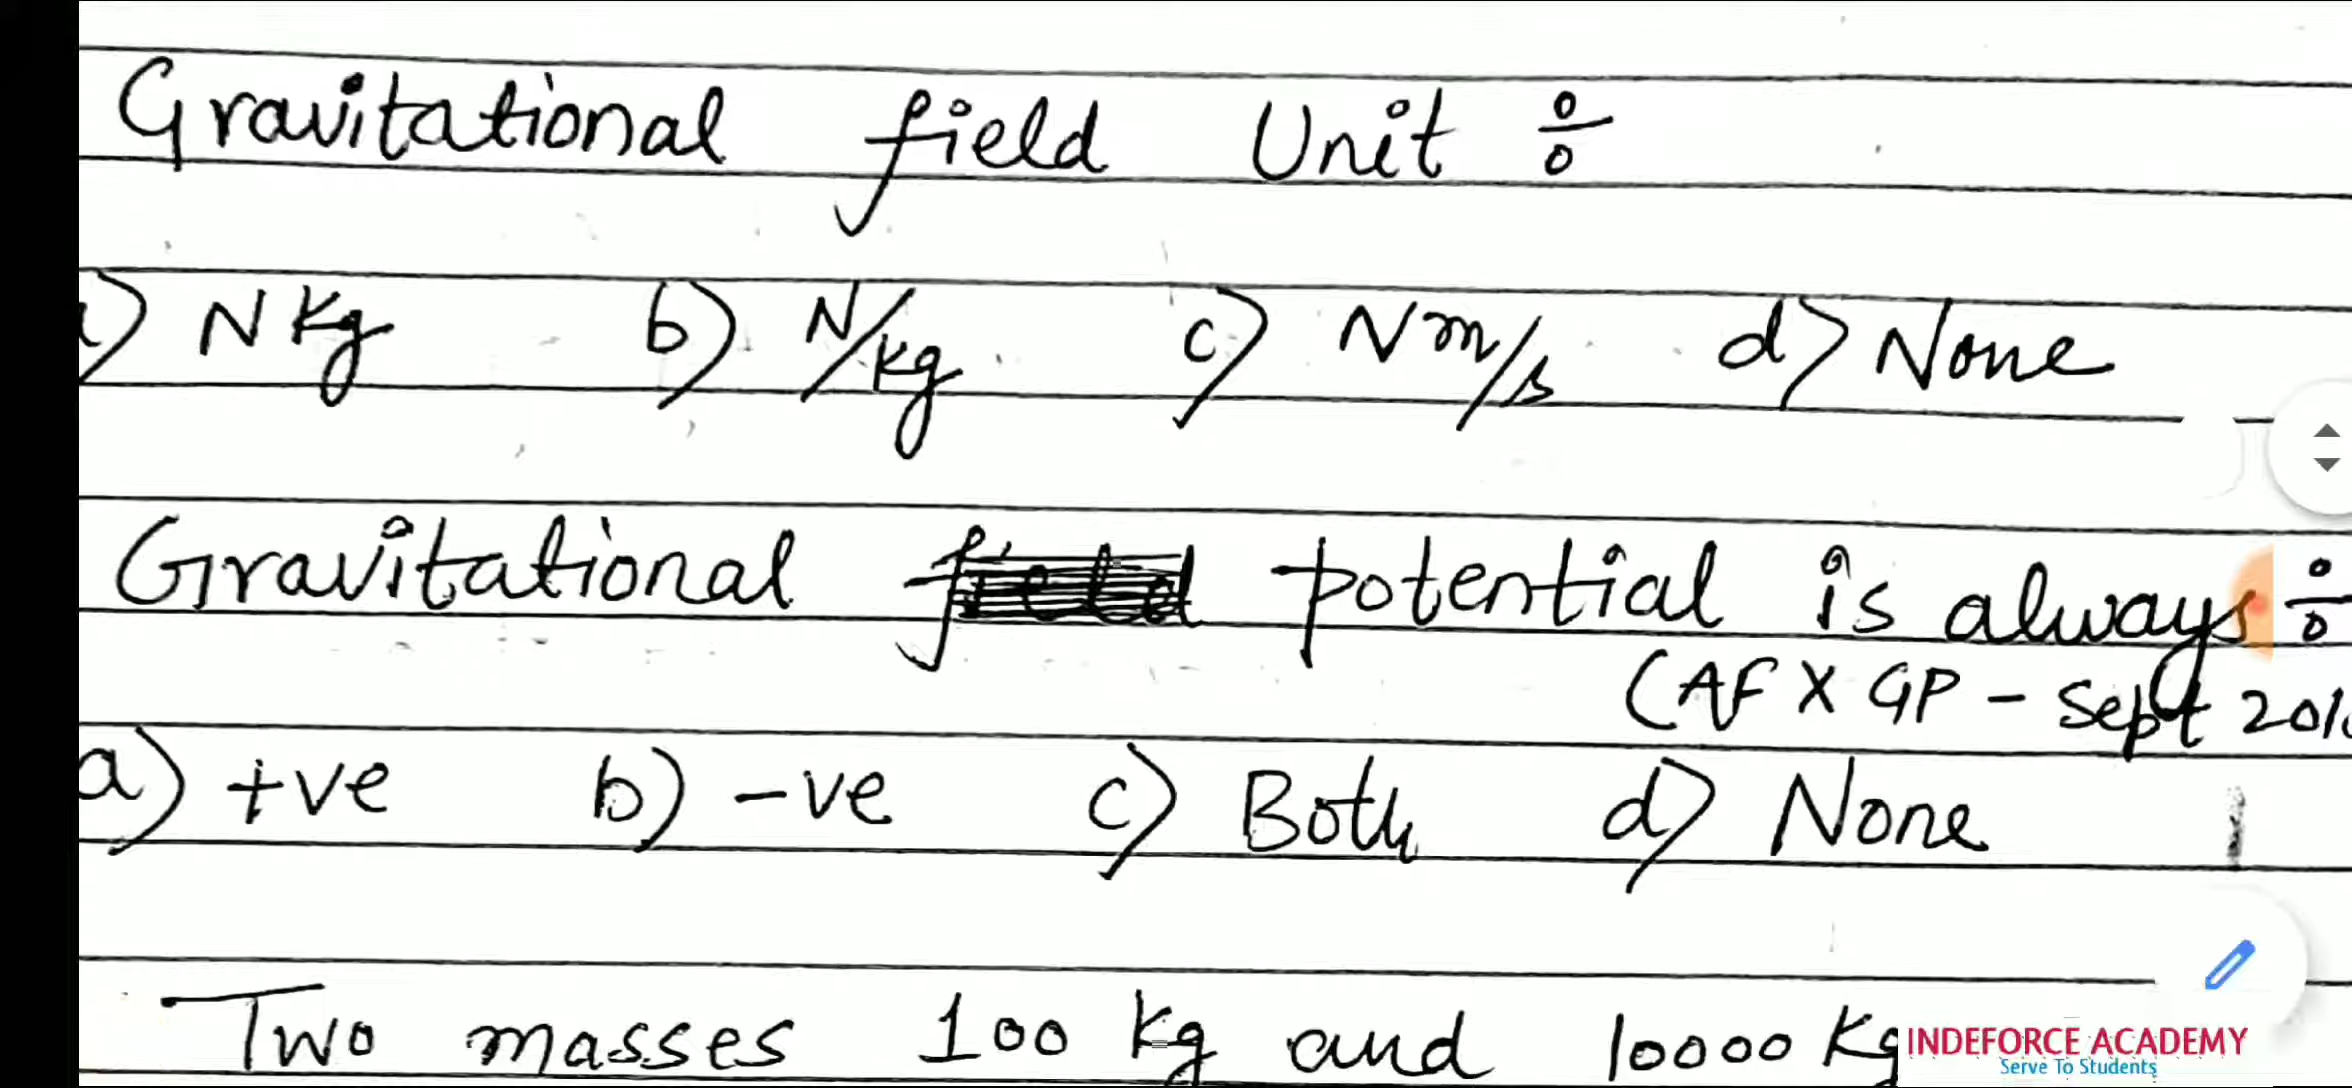 Gravitational field Unit ÷
) N Kg b) N/kg c) Nm/s d) None
Gravitational potential is always ÷
(AF X GP - Sept 201
a) +ve b) -ve c) Both d) None
Two masses 100 kg and 10000 Kg
INDEFORCE ACADEMY
Serve To Students